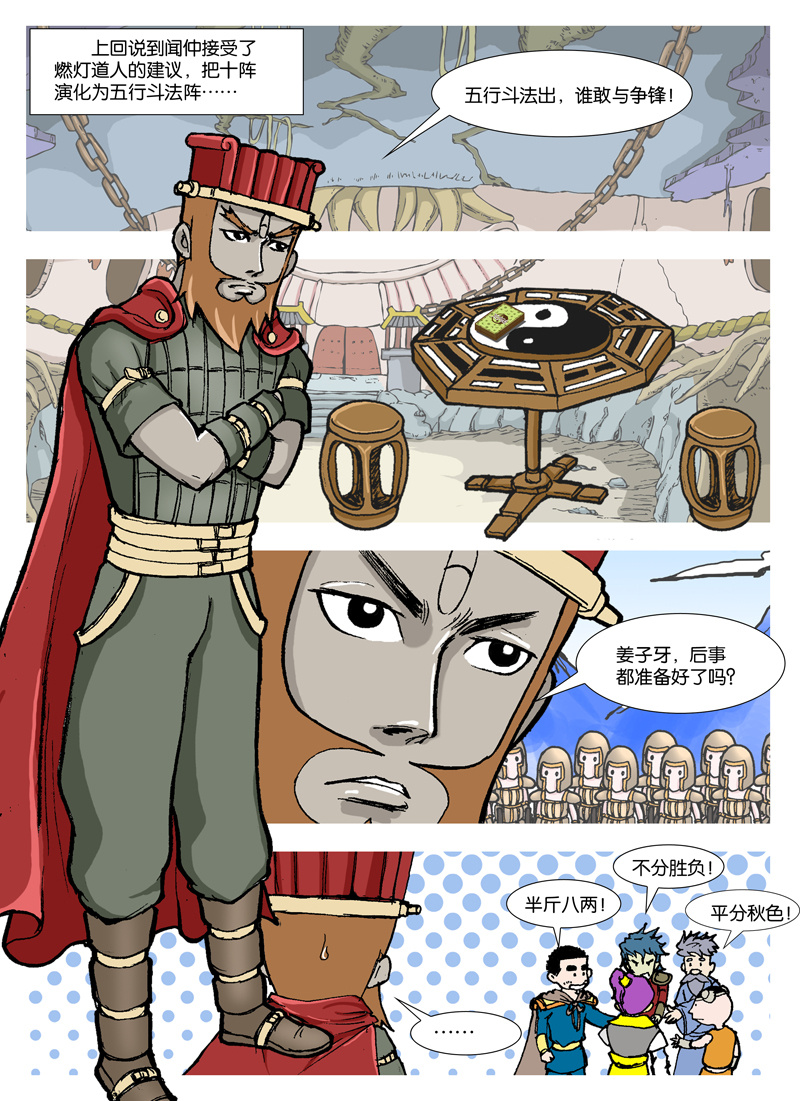 上回说到闻仲接受了
燃灯道人的建议，把十阵
演化为五行斗法阵……
五行斗法出，谁敢与争锋！
姜子牙，后事
都准备好了吗？
不分胜负！
半斤八两！
平分秋色！
……